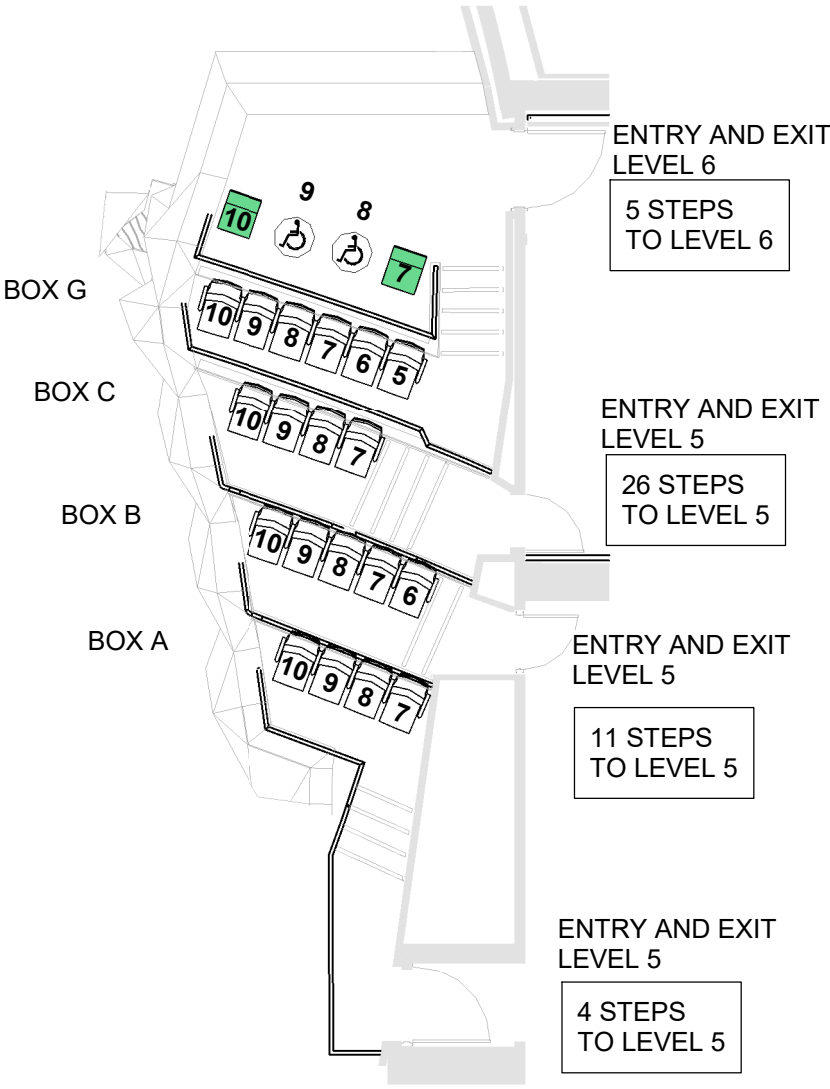 ENTRY AND EXIT
LEVEL 6
5 STEPS
TO LEVEL 6
9
8
10
7
BOX G
10 9 8 7 6 5
BOX C
10 9 8 7
ENTRY AND EXIT
LEVEL 5
26 STEPS
TO LEVEL 5
BOX B
10 9 8 7 6
BOX A
10 9 8 7
ENTRY AND EXIT
LEVEL 5
11 STEPS
TO LEVEL 5
ENTRY AND EXIT
LEVEL 5
4 STEPS
TO LEVEL 5